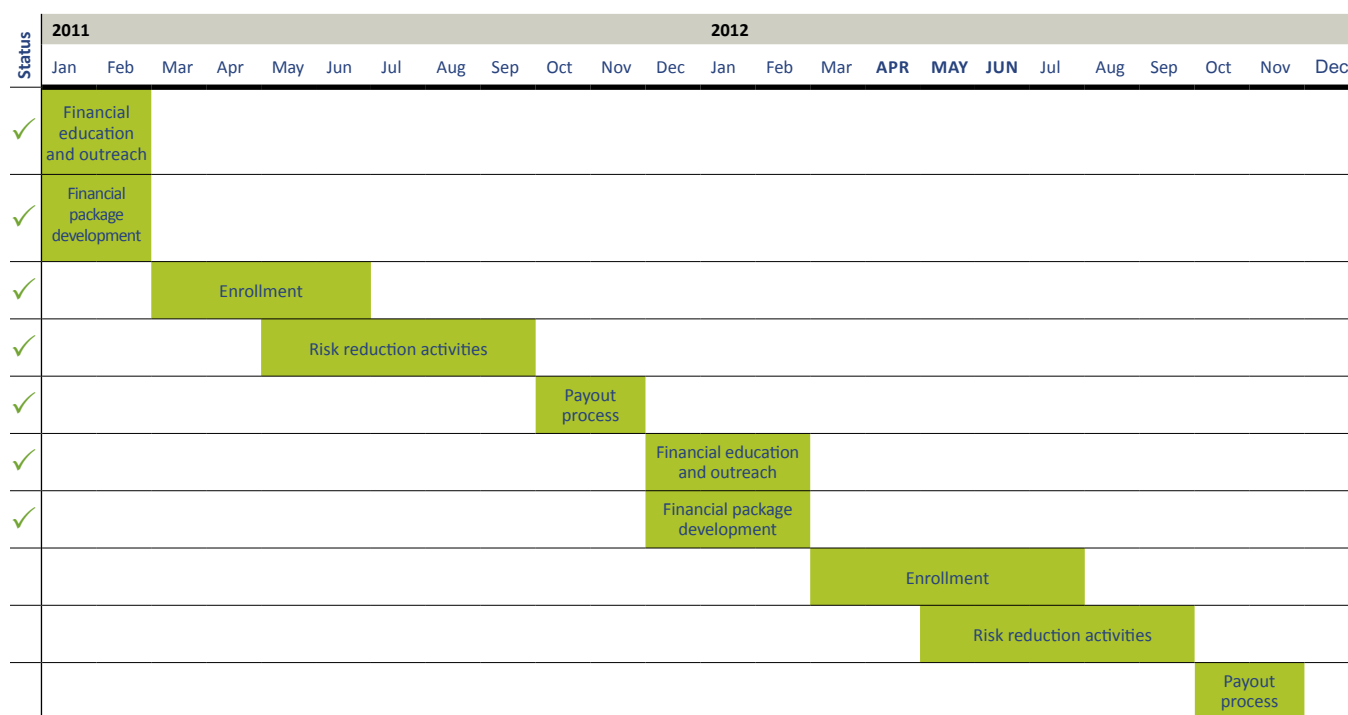 Status
2011 2012
Jan Feb Mar Apr May Jun Jul Aug Sep Oct Nov Dec Jan Feb Mar APR MAY JUN Jul Aug Sep Oct Nov Dec
Financial
education
and outreach
Financial
package
development
Enrollment
Risk reduction activities
Payout
process
Financial education
and outreach
Financial package
development
Enrollment
Risk reduction activities
Payout
process